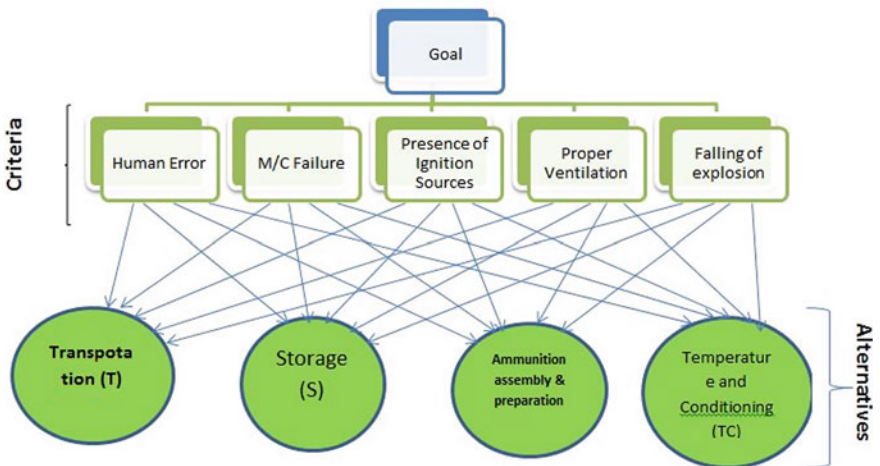 Goal
Criteria
Human Error
M/C Failure
Presence of
Ignition
Sources
Proper
Ventilation
Falling of
explosion
Transpota
tion (T)
Storage
(S)
Ammunition
assembly &
preparation
Temperatur
e and
Conditioning
(TC)
Alternatives